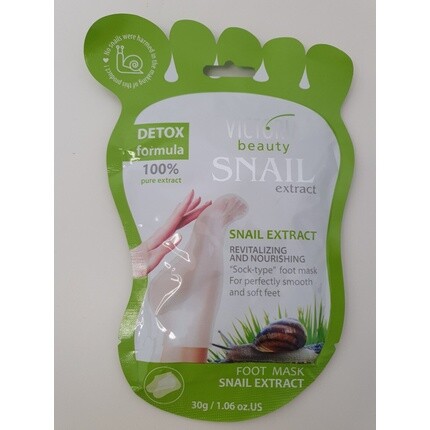 No snails were harmed in the making of this product!
DETOX
formula
100%
pure extract
VICTORIA
beauty
SNAIL
extract
SNAIL EXTRACT
REVITALIZING
AND NOURISHING
"Sock-type" foot mask
For perfectly smooth
and soft feet
FOOT MASK
SNAIL EXTRACT
30g / 1.06 oz.US